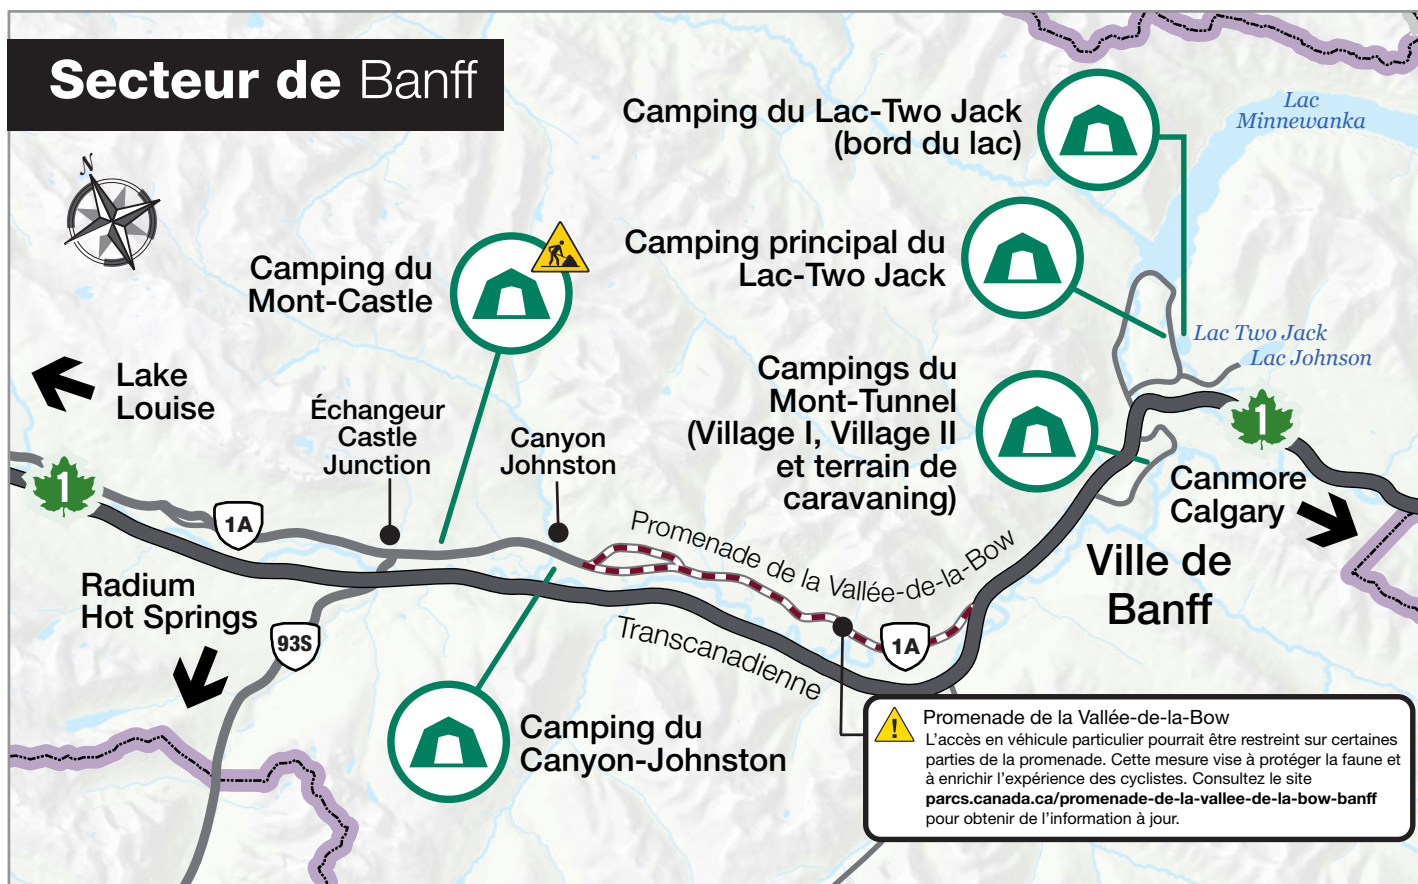 Secteur de Banff
N
Camping du Lac-Two Jack
(bord du lac)
Lac
Minnewanka
Camping principal du
Lac-Two Jack
Camping du
Mont-Castle
Lac Two Jack
Lac Johnson
Lake
Louise
Campings du
Mont-Tunnel
(Village I, Village II
et terrain de
caravaning)
Échangeur
Castle
Junction
Canyon
Johnston
1
1
Canmore
Calgary
1A
Promenade de la Vallée-de-la-Bow
Ville de
Banff
Radium
Hot Springs
93S
Transcanadienne
1A
Camping du
Canyon-Johnston
!
Promenade de la Vallée-de-la-Bow
L'accès en véhicule particulier pourrait être restreint sur certaines
parties de la promenade. Cette mesure vise à protéger la faune et
à enrichir l'expérience des cyclistes. Consultez le site
parcs.canada.ca/promenade-de-la-vallee-de-la-bow-banff
pour obtenir de l'information à jour.